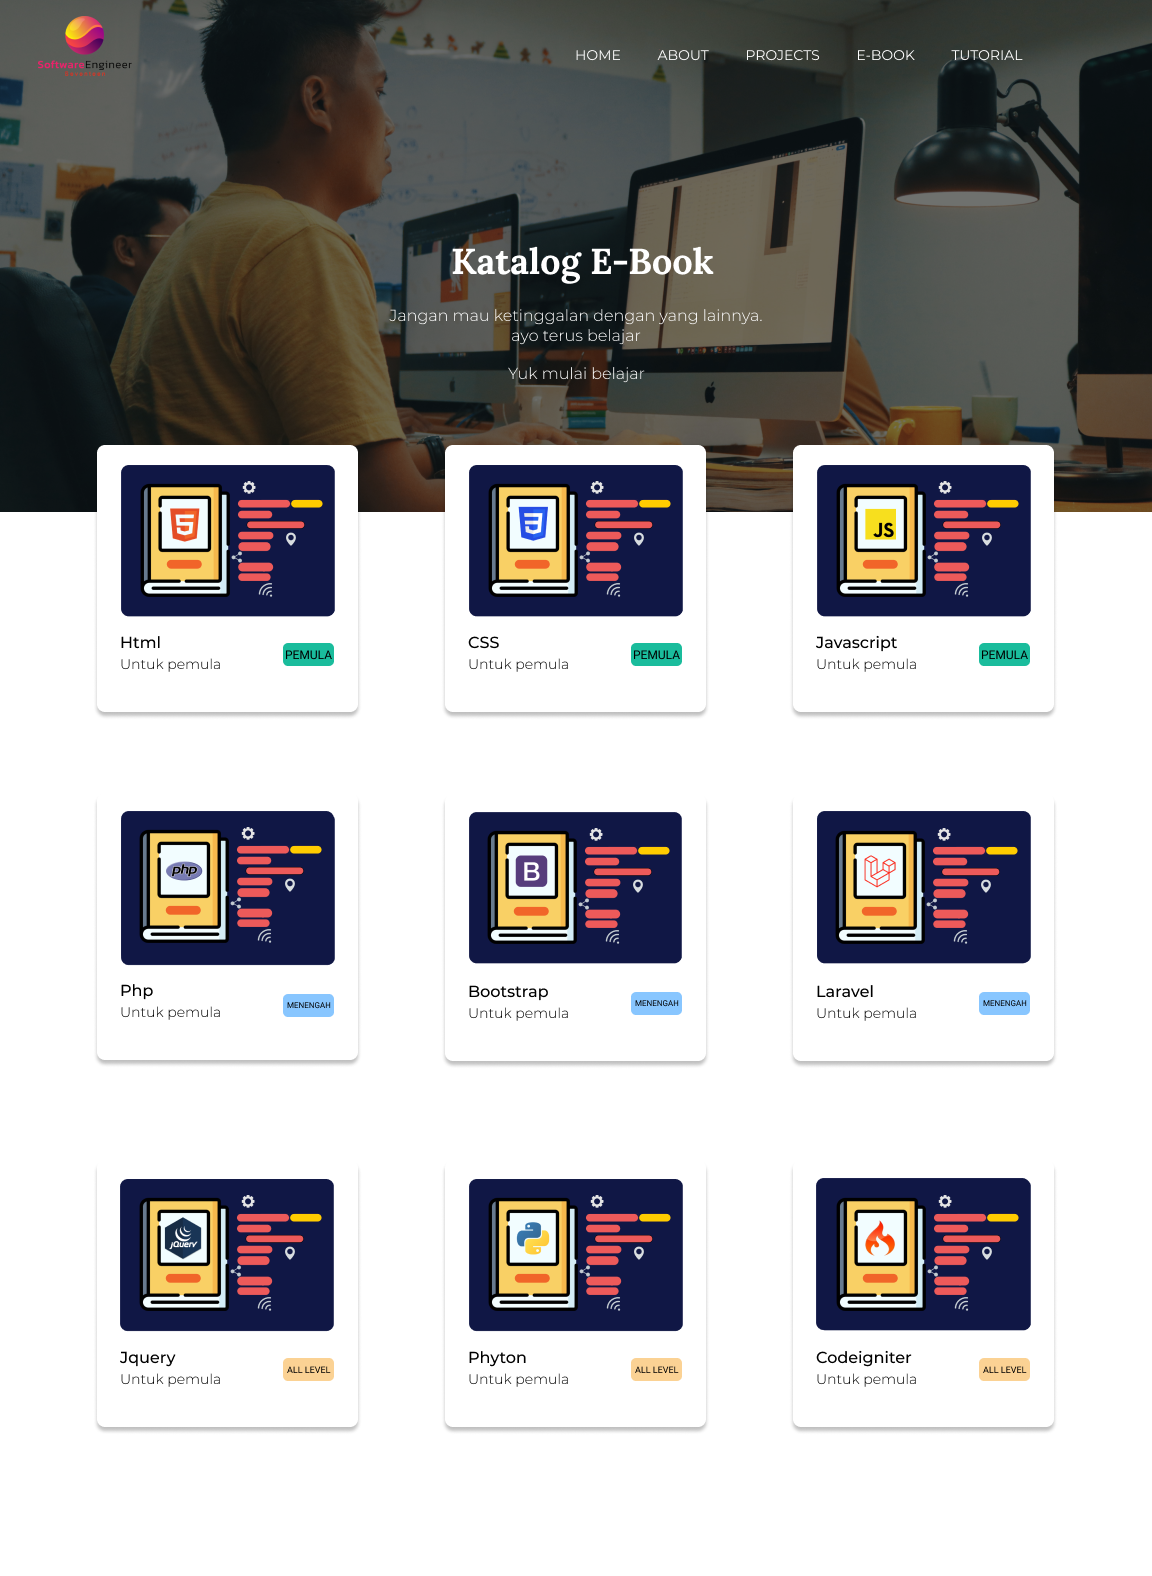 SoftwareEngineer
HOME ABOUT PROJECTS E-BOOK TUTORIAL
Katalog E-Book
Jangan mau ketinggalan dengan yang lainnya.
ayo terus belajar
Yuk mulai belajar
Html
Untuk pemula
PEMULA
CSS
Untuk pemula
PEMULA
JS
Javascript
Untuk pemula
PEMULA
php
Php
Untuk pemula
MENENGAH
B
Bootstrap
Untuk pemula
MENENGAH
Laravel
Untuk pemula
MENENGAH
jQuery
Jquery
Untuk pemula
ALL LEVEL
Phyton
Untuk pemula
ALL LEVEL
Codeigniter
Untuk pemula
ALL LEVEL